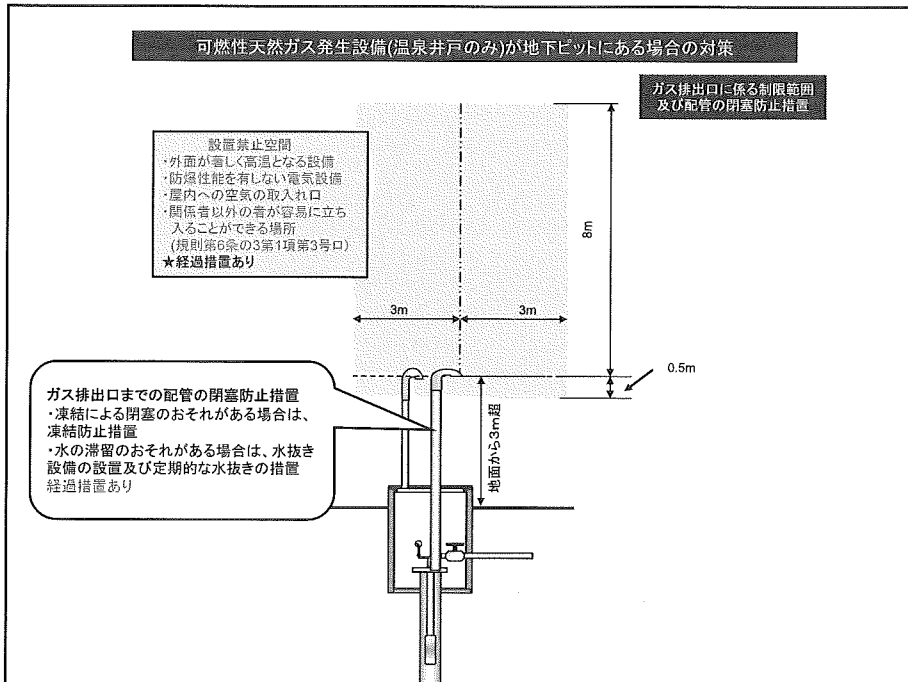 可燃性天然ガス発生設備(温泉井戸のみ)が地下ピットにある場合の対策
ガス排出口に係る制限範囲
及び配管の閉塞防止措置
設置禁止空間
・外面が著しく高温となる設備
・防爆性能を有しない電気設備
・屋内への空気の取入れ口
・関係者以外の者が容易に立ち
入ることができる場所
(規則第6条の3第1項第3号ロ)
★経過措置あり
8m
3m
3m
0.5m
地面から3m超
ガス排出口までの配管の閉塞防止措置
・凍結による閉塞のおそれがある場合は、
凍結防止措置
・水の滞留のおそれがある場合は、水抜き
設備の設置及び定期的な水抜きの措置
経過措置あり